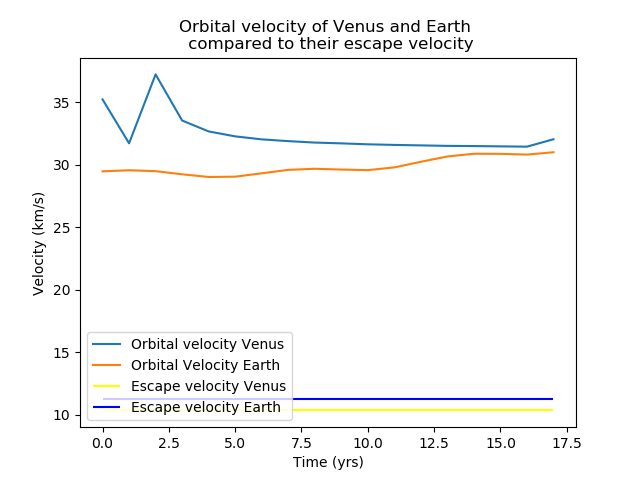 Orbital velocity of Venus and Earth
compared to their escape velocity
Velocity (km/s)
35
30
25
20
15
10
Orbital velocity Venus
Orbital Velocity Earth
Escape velocity Venus
Escape velocity Earth
0.0 2.5 5.0 7.5 10.0 12.5 15.0 17.5
Time (yrs)